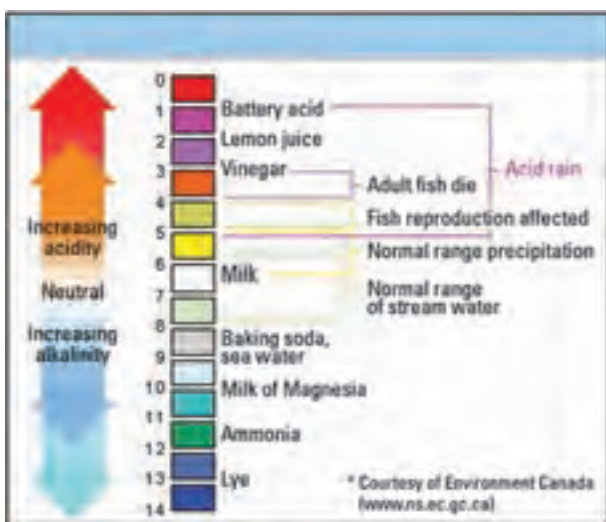 0
1
Battery acid
2
Lemon juice
3
Vinegar
Acid rain
Adult fish die
4
Fish reproduction affected
Increasing
acidity
5
Normal range precipitation
6
Milk
Neutral
7
Normal range
of stream water
8
Increasing
alkalinity
Baking soda,
sea water
9
10
Milk of Magnesia
11
Ammonia
12
13
Lye
14
* Courtesy of Environment Canada
(www.ns.ec.gc.ca)